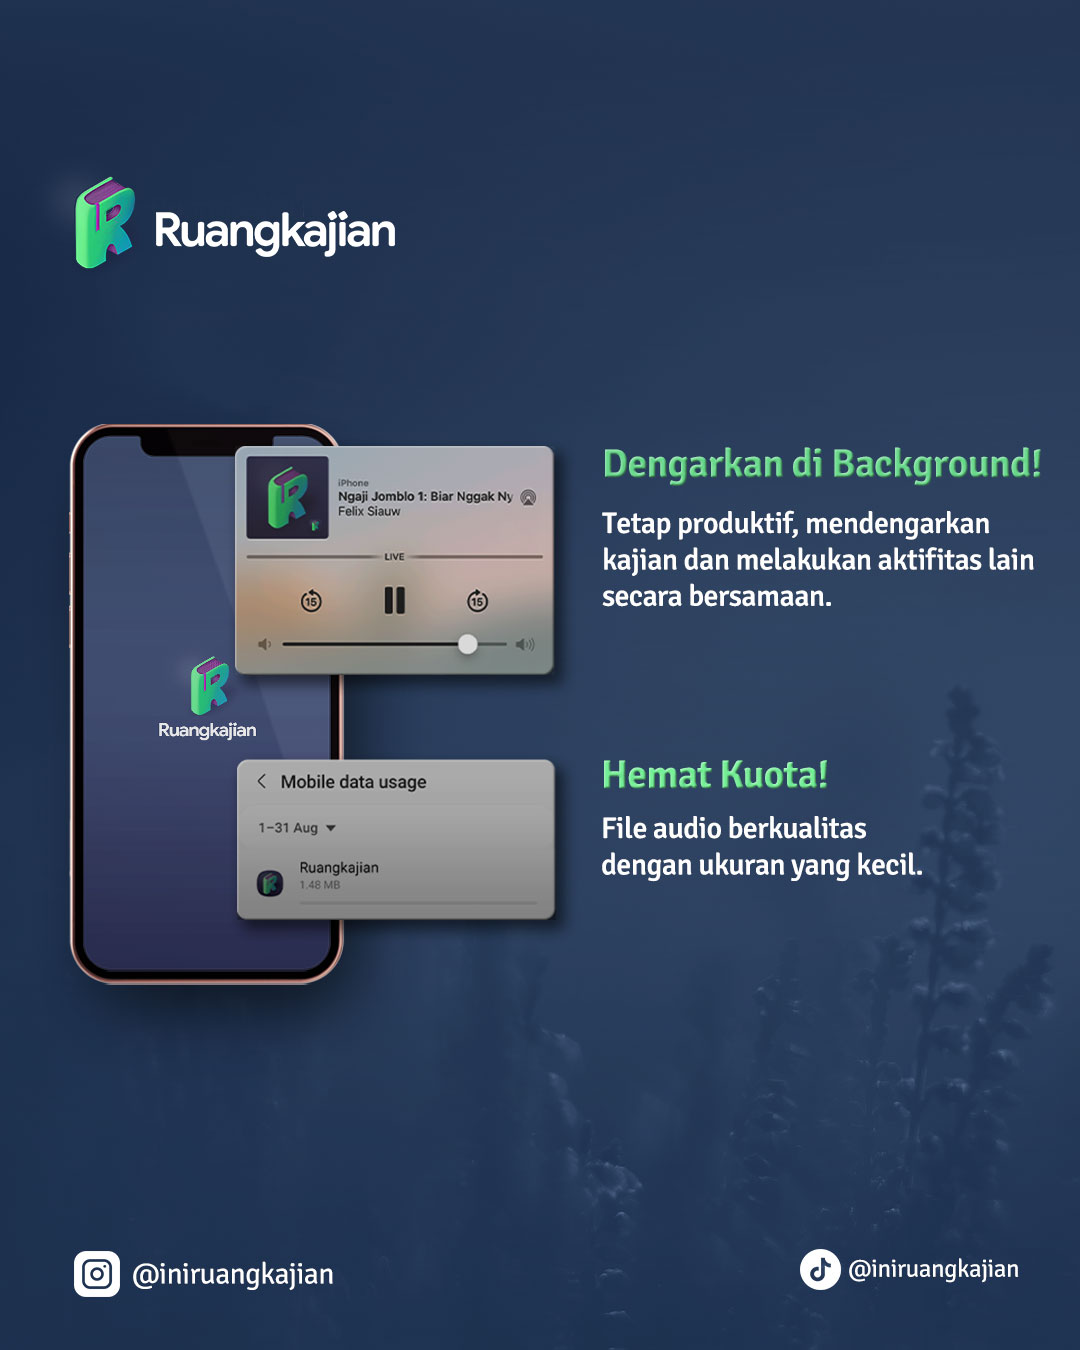 Ruangkajian
iPhone
Ngaji Jomblo 1: Biar Nggak Ny
Felix Siauw
LIVE
15
15
Dengarkan di Background!
Tetap produktif, mendengarkan
kajian dan melakukan aktifitas lain
secara bersamaan.
Ruangkajian
Mobile data usage
1–31 Aug
Ruangkajian
1.48 MB
Hemat Kuota!
File audio berkualitas
dengan ukuran yang kecil.
@iniruangkajian
@iniruangkajian